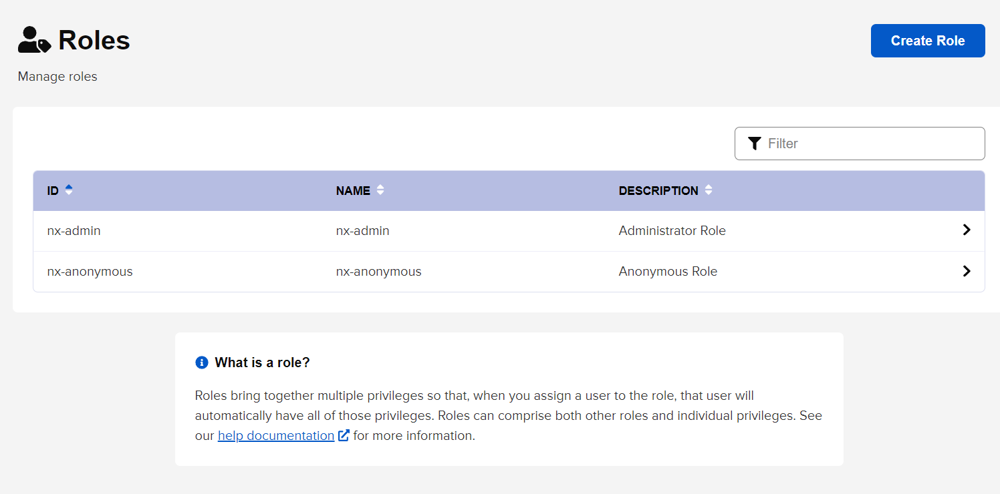 Roles
Create Role
Manage roles
Filter
ID NAME DESCRIPTION
nx-admin nx-admin Administrator Role
nx-anonymous nx-anonymous Anonymous Role
What is a role?
Roles bring together multiple privileges so that, when you assign a user to the role, that user will
automatically have all of those privileges. Roles can comprise both other roles and individual privileges. See
our help documentation for more information.